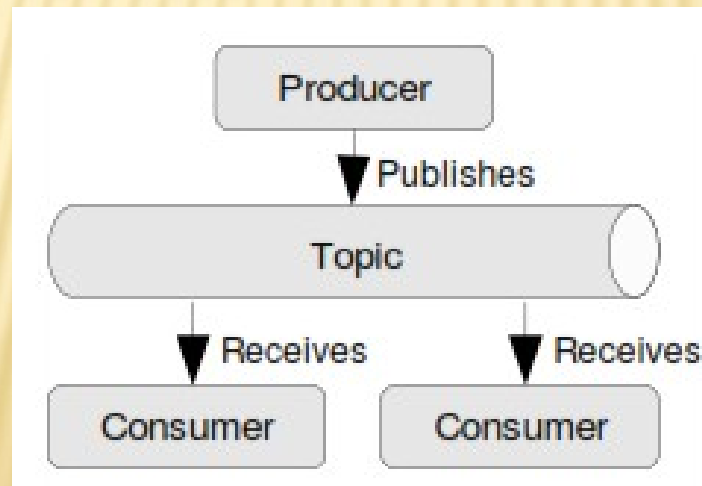 Producer
Publishes
Topic
Receives Receives
Consumer Consumer